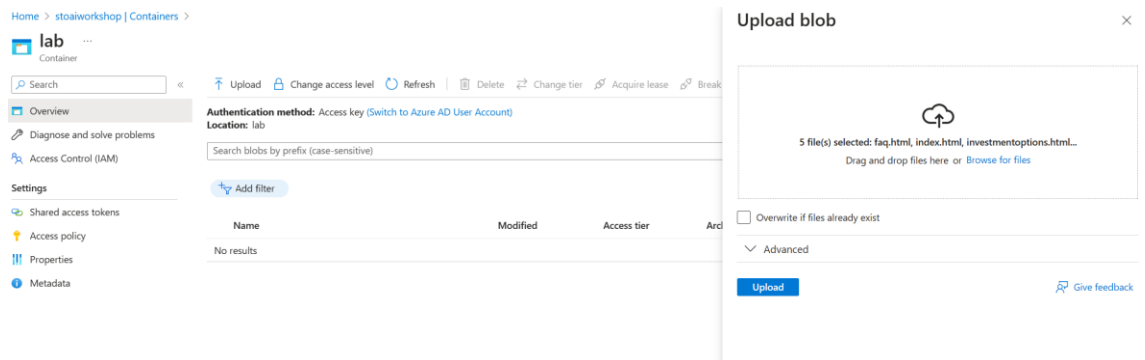 Home > stoaiworkshop | Containers >
lab ...
Container
Search «
Overview
Diagnose and solve problems
Access Control (IAM)
Settings
Shared access tokens
Access policy
Properties
Metadata
Upload Change access level Refresh Delete Change tier Acquire lease Break
Authentication method: Access key (Switch to Azure AD User Account)
Location: lab
Search blobs by prefix (case-sensitive)
Add filter
Name Modified Access tier Arc
No results
Upload blob
5 file(s) selected: faq.html, index.html, investmentoptions.html...
Drag and drop files here or Browse for files
Overwrite if files already exist
Advanced
Upload Give feedback